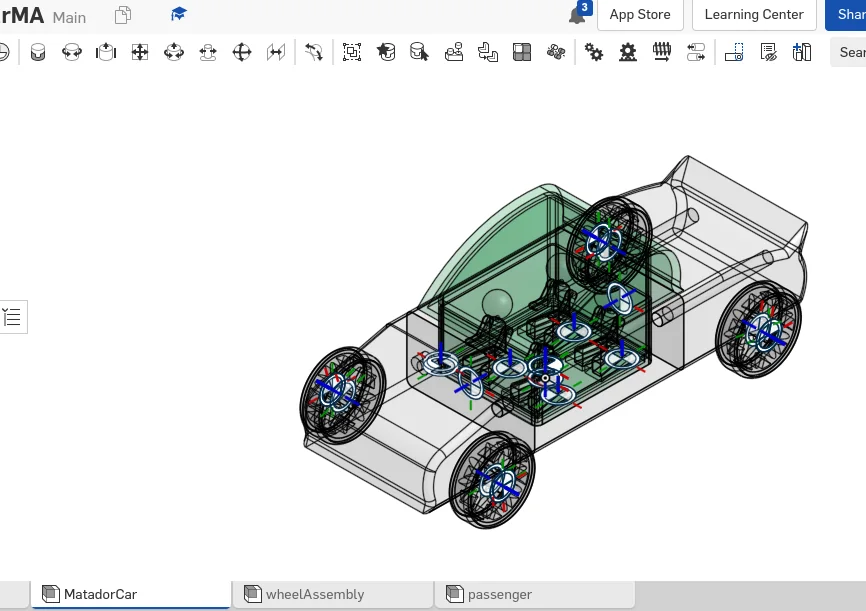 rMA Main
3
App Store
Learning Center
Shar
Sear
MatadorCar
wheelAssembly
passenger